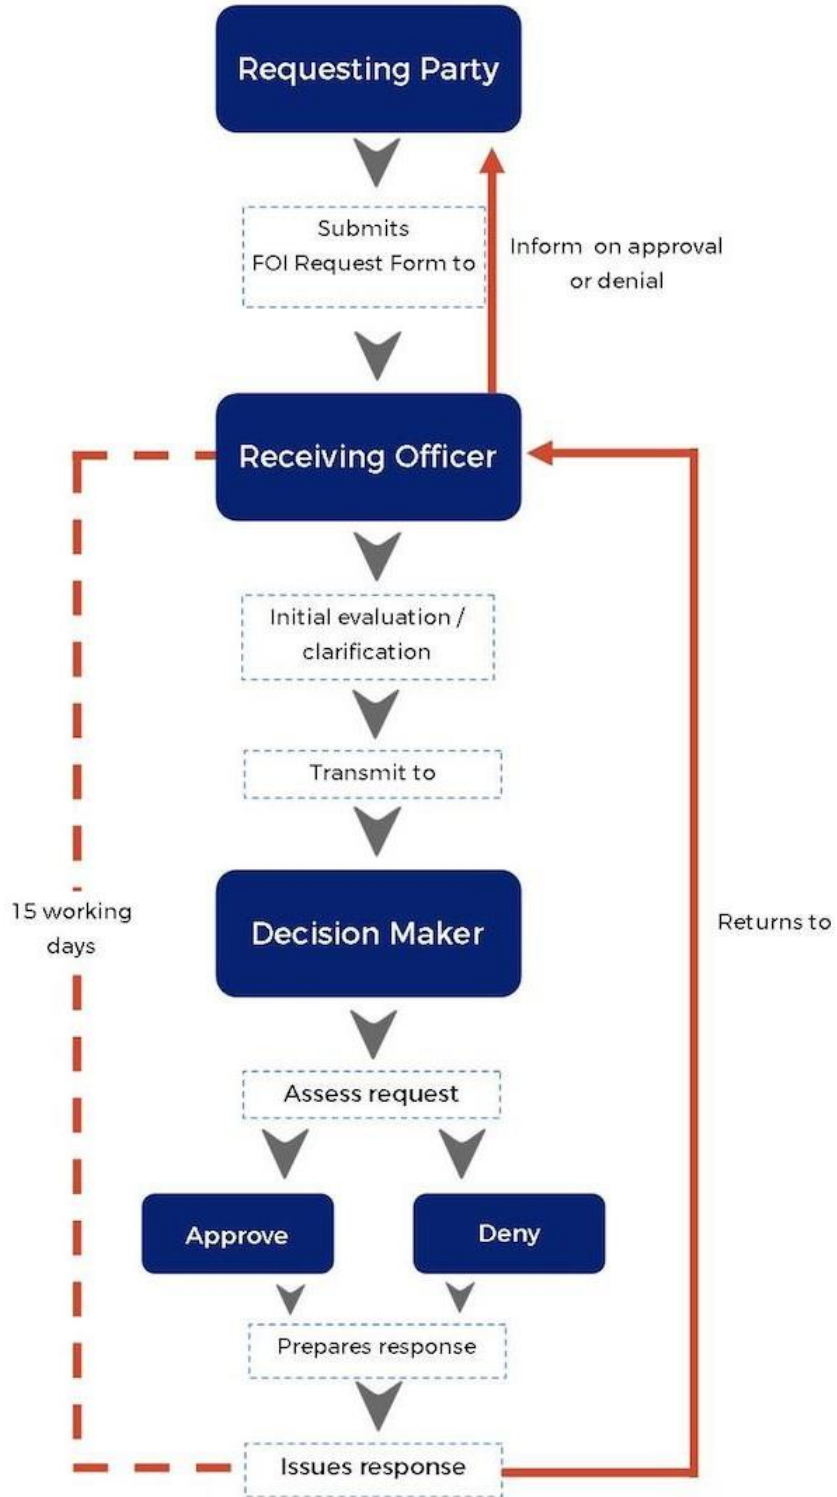 Requesting Party
Submits
FOI Request Form to
Inform on approval
or denial
Receiving Officer
Initial evaluation /
clarification
Transmit to
15 working
days
Decision Maker
Returns to
Assess request
Approve
Deny
Prepares response
Issues response